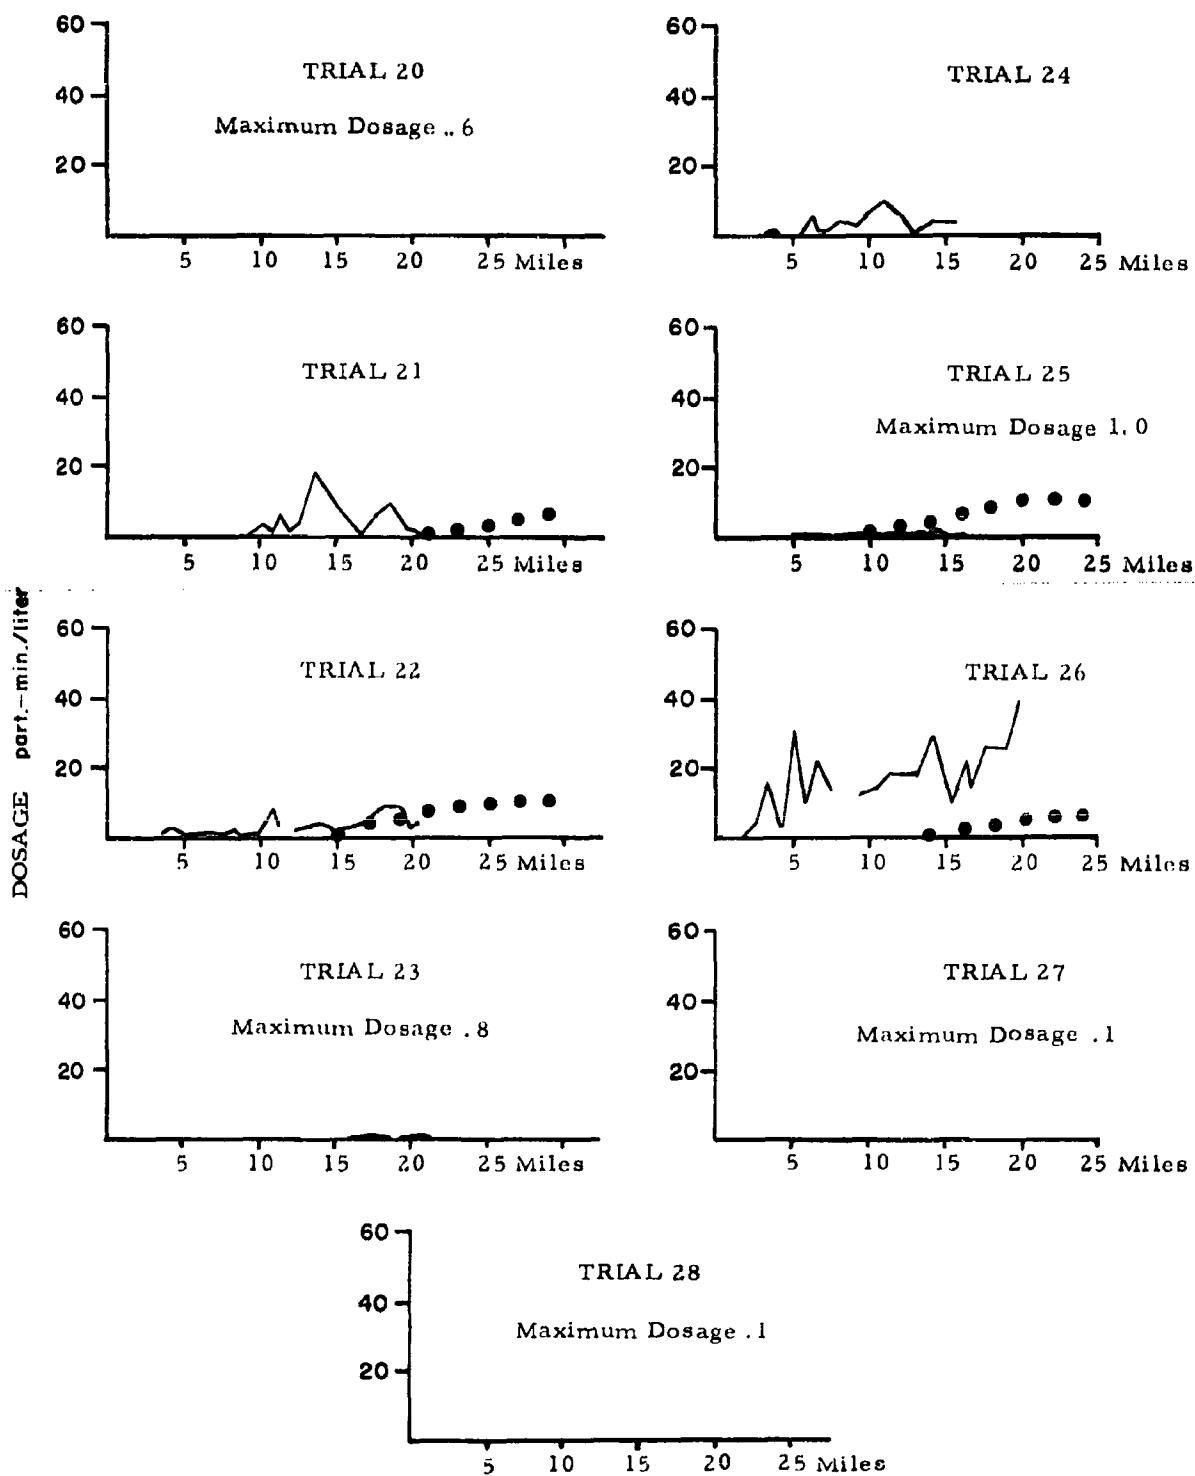 DOSAGE part.-min./liter
60
TRIAL 20
40
Maximum Dosage .. 6
20
5 10 15 20 25 Miles
60
TRIAL 24
40
20
5 10 15 20 25 Miles
60
TRIAL 21
40
20
5 10 15 20 25 Miles
60
TRIAL 25
40
Maximum Dosage 1.0
20
5 10 15 20 25 Miles
60
TRIAL 22
40
20
5 10 15 20 25 Miles
60
TRIAL 26
40
20
5 10 15 20 25 Miles
60
TRIAL 23
40
Maximum Dosage .8
20
5 10 15 20 25 Miles
60
TRIAL 27
40
Maximum Dosage .1
20
5 10 15 20 25 Miles
60
TRIAL 28
40
Maximum Dosage .1
20
5 10 15 20 25 Miles